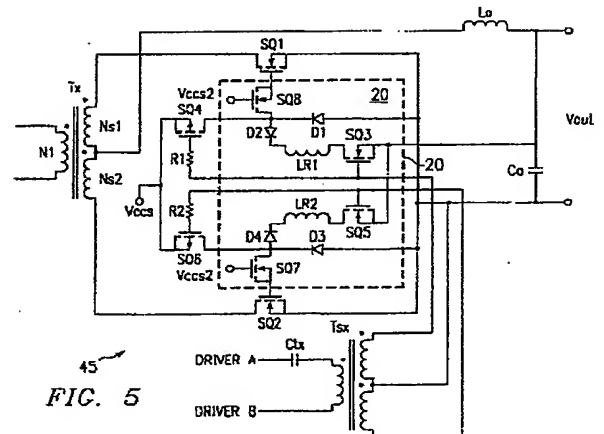 Lo
SQ1
Vccs2
SQ8
20
Tx
Ns1
SQ4
D1
D2
SQ3
20
Vout
N1
R1
LR1
Ns2
Vccs
R2
LR2
Co
D4
SQ5
SQ6
D3
Vccs2
SQ7
SQ2
Tsx
Ctx
DRIVER A
45
DRIVER B
FIG. 5